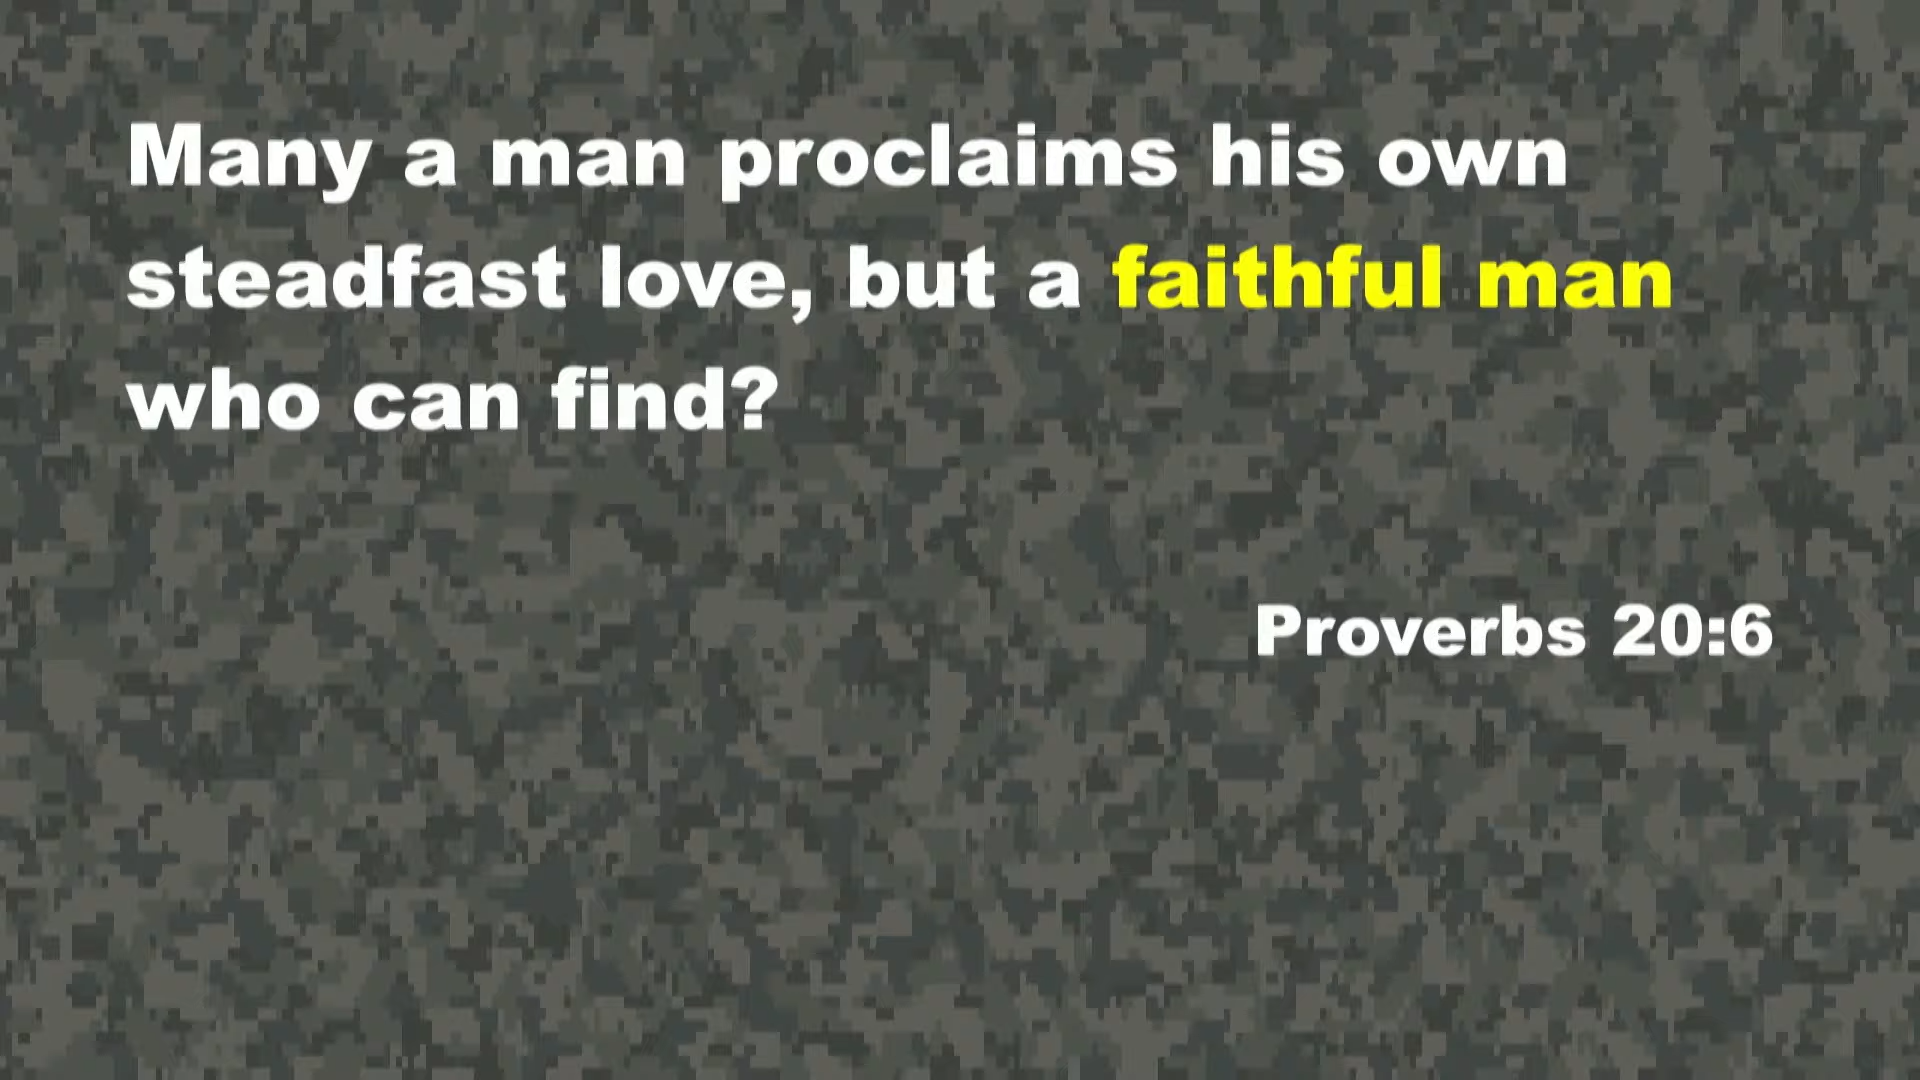 Many a man proclaims his own
steadfast love, but a faithful man
who can find?
Proverbs 20:6